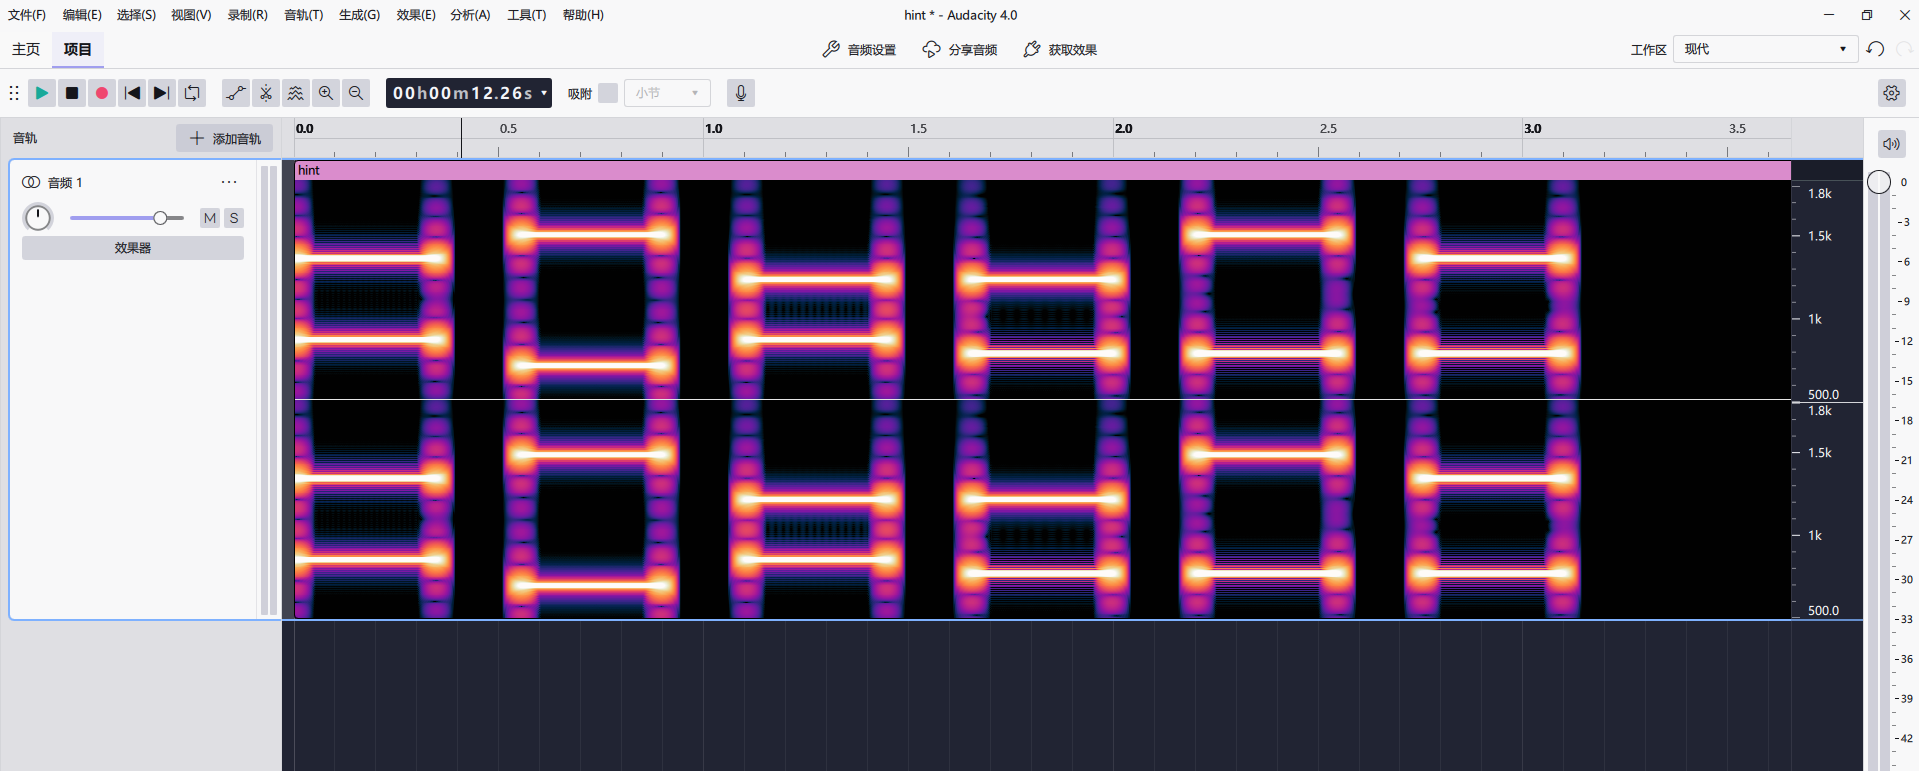 文件(F) 编辑(E) 选择(S) 视图(V) 录制(R) 音轨(T) 生成(G) 效果(E) 分析(A) 工具(T) 帮助(H) hint * - Audacity 4.0
主页 项目 音频设置 分享音频 获取效果 工作区 现代
00h00m12.26s 吸附 小节
音轨 添加音轨 0.0 0.5 1.0 1.5 2.0 2.5 3.0 3.5
hint
音频 1 ...
M S
效果器
1.8k
1.5k
1k
500.0
1.8k
1.5k
1k
500.0
0
-3
-6
-9
-12
-15
-18
-21
-24
-27
-30
-33
-36
-39
-42